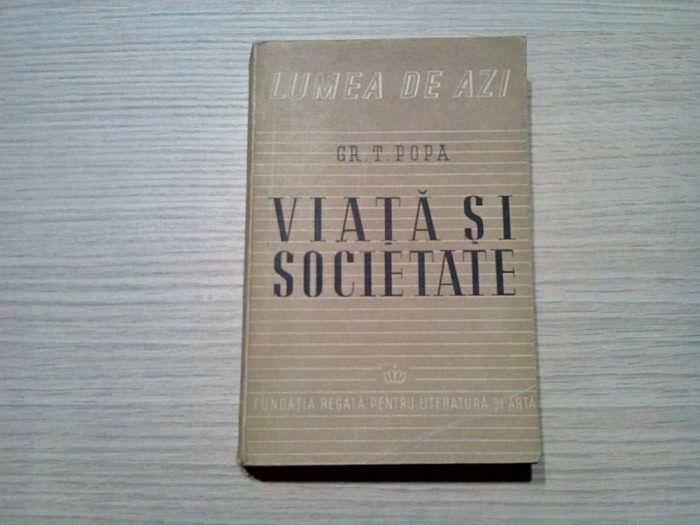 LUMEA DE AZI
GR. T. POPA
VIAȚĂ ȘI
SOCIETATE
FUNDAȚIA REGALĂ PENTRU LITERATURĂ ȘI ARTĂ